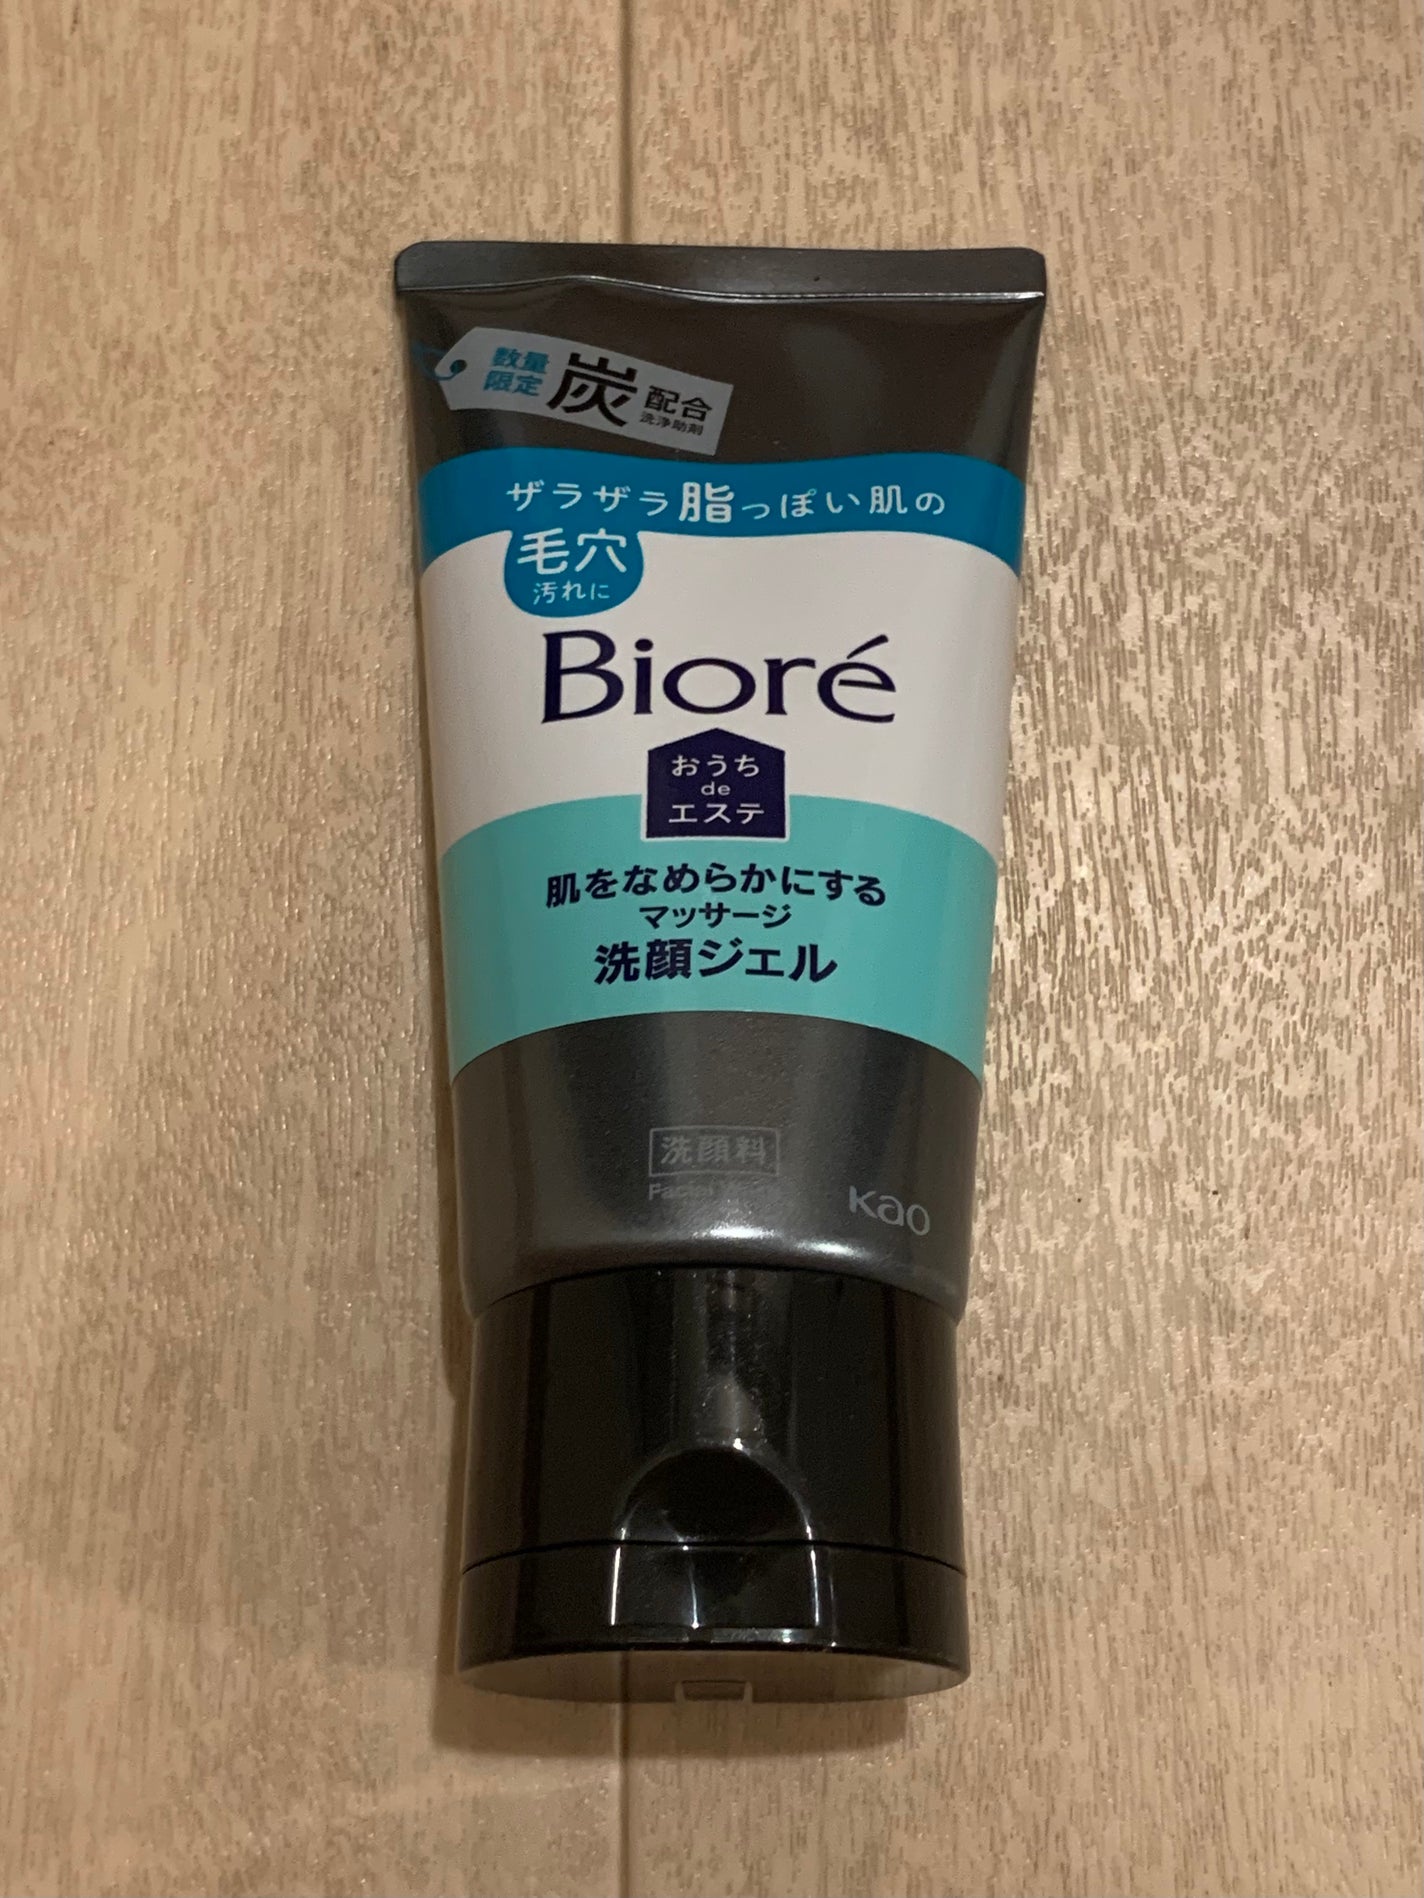 数量
限定
炭
配合
洗浄助剤
ザラザラ脂っぽい肌の
毛穴
汚れに
Bioré
おうち
de
エステ
肌をなめらかにする
マッサージ
洗顔ジェル
洗顔料
Facial
Kao